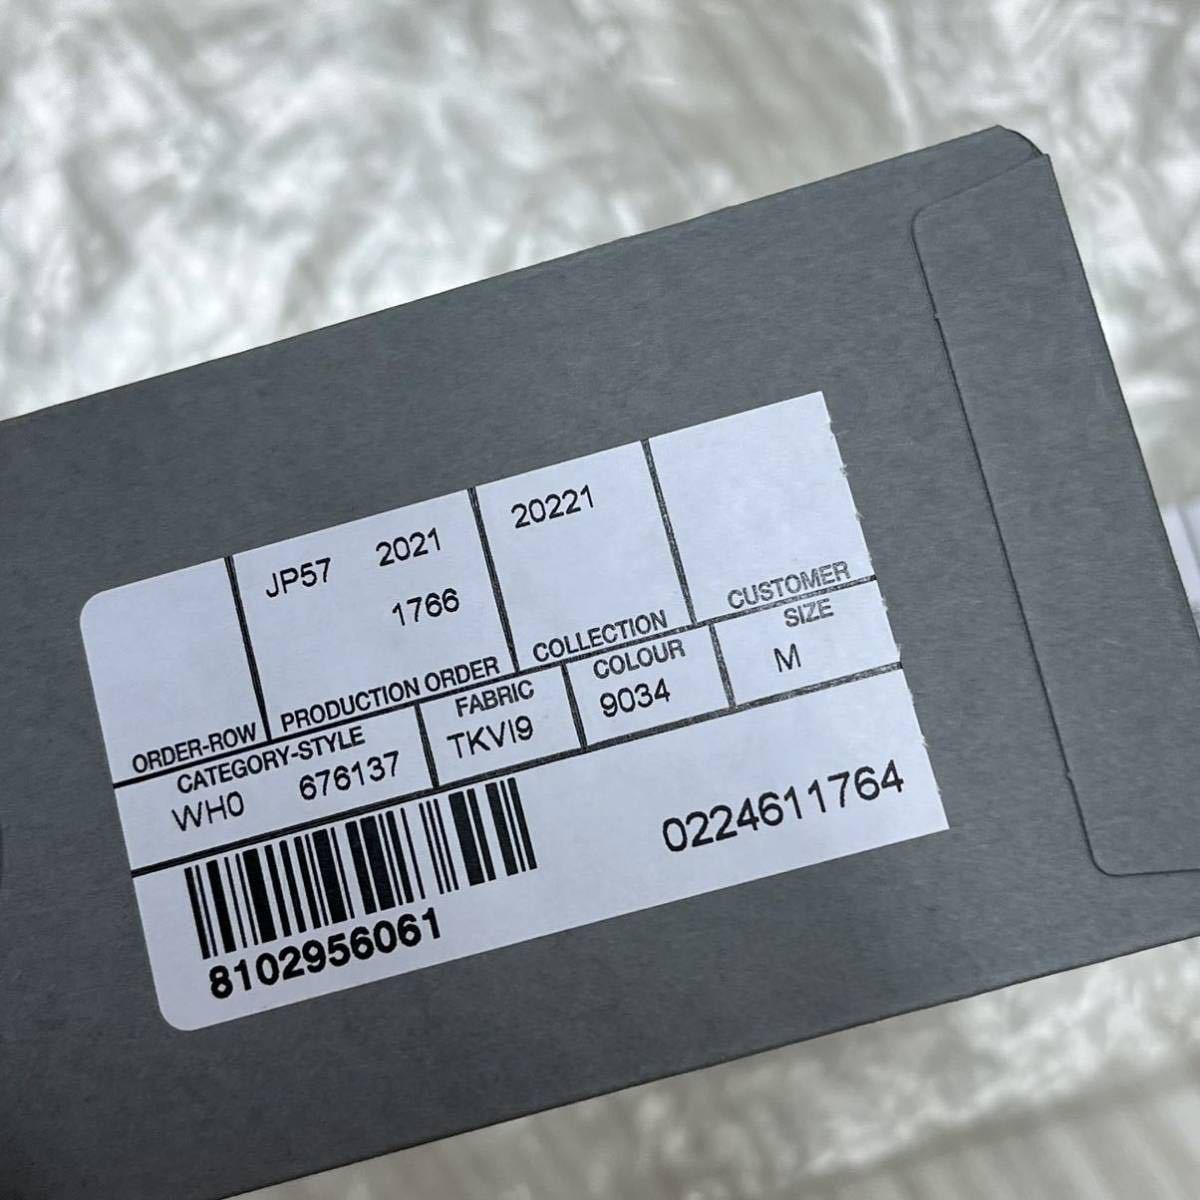 JP57 2021
1766
20221
ORDER-ROW
PRODUCTION ORDER
COLLECTION
CUSTOMER
CATEGORY-STYLE
FABRIC
COLOUR
SIZE
WH0 676137
TKVI9
9034
M
8102956061
0224611764